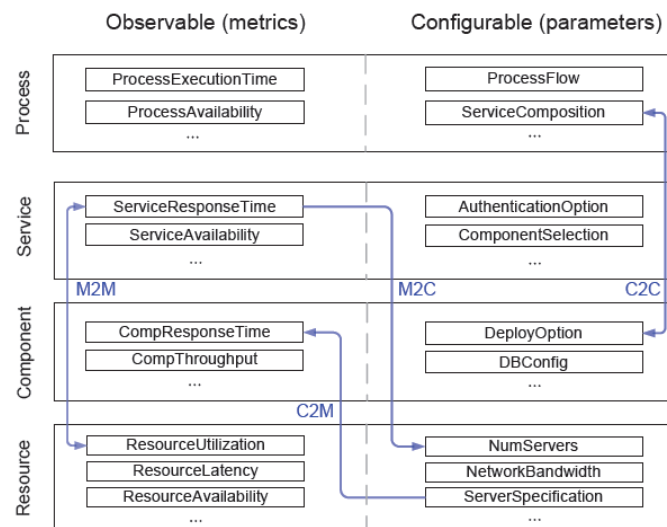 Observable (metrics)
Configurable (parameters)
Process
ProcessExecutionTime
ProcessAvailability
...
ProcessFlow
ServiceComposition
...
Service
ServiceResponseTime
ServiceAvailability
...
AuthenticationOption
ComponentSelection
...
M2M
M2C
C2C
Component
CompResponseTime
CompThroughput
...
DeployOption
DBConfig
...
C2M
Resource
ResourceUtilization
ResourceLatency
ResourceAvailability
...
NumServers
NetworkBandwidth
ServerSpecification
...